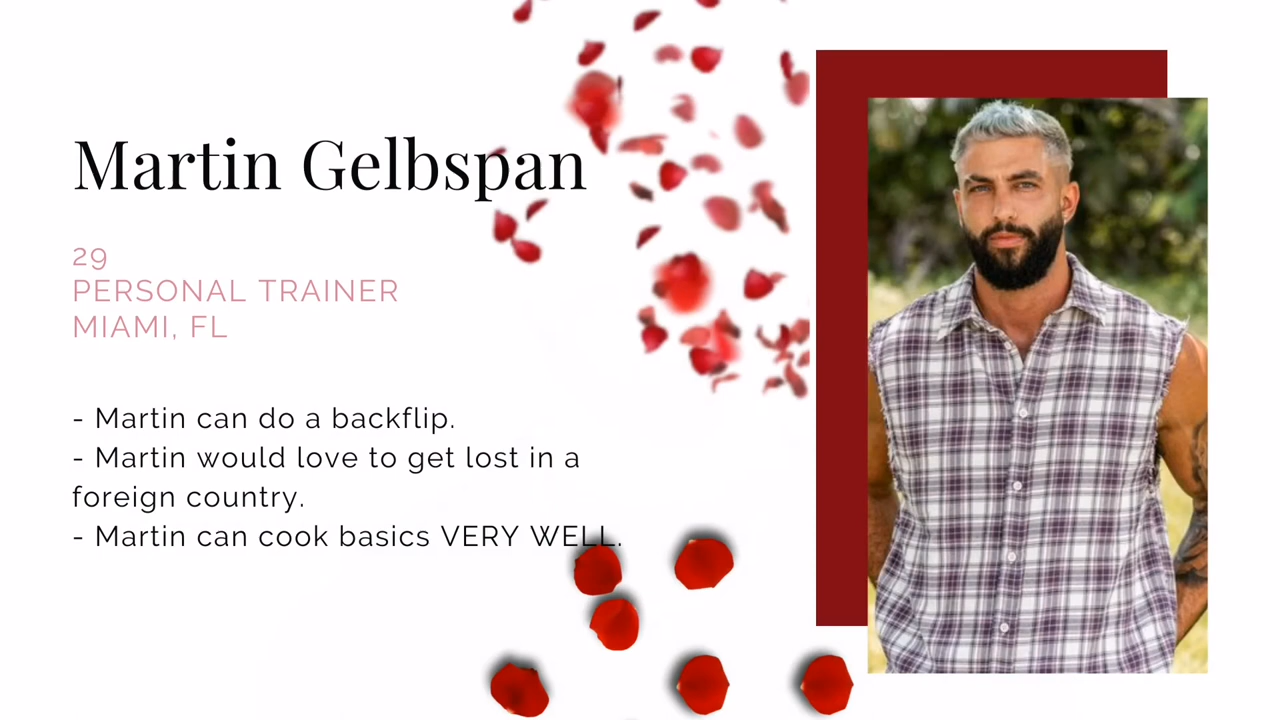 Martin Gelbspan
29
PERSONAL TRAINER
MIAMI, FL
- Martin can do a backflip.
- Martin would love to get lost in a
foreign country.
- Martin can cook basics VERY WELL.